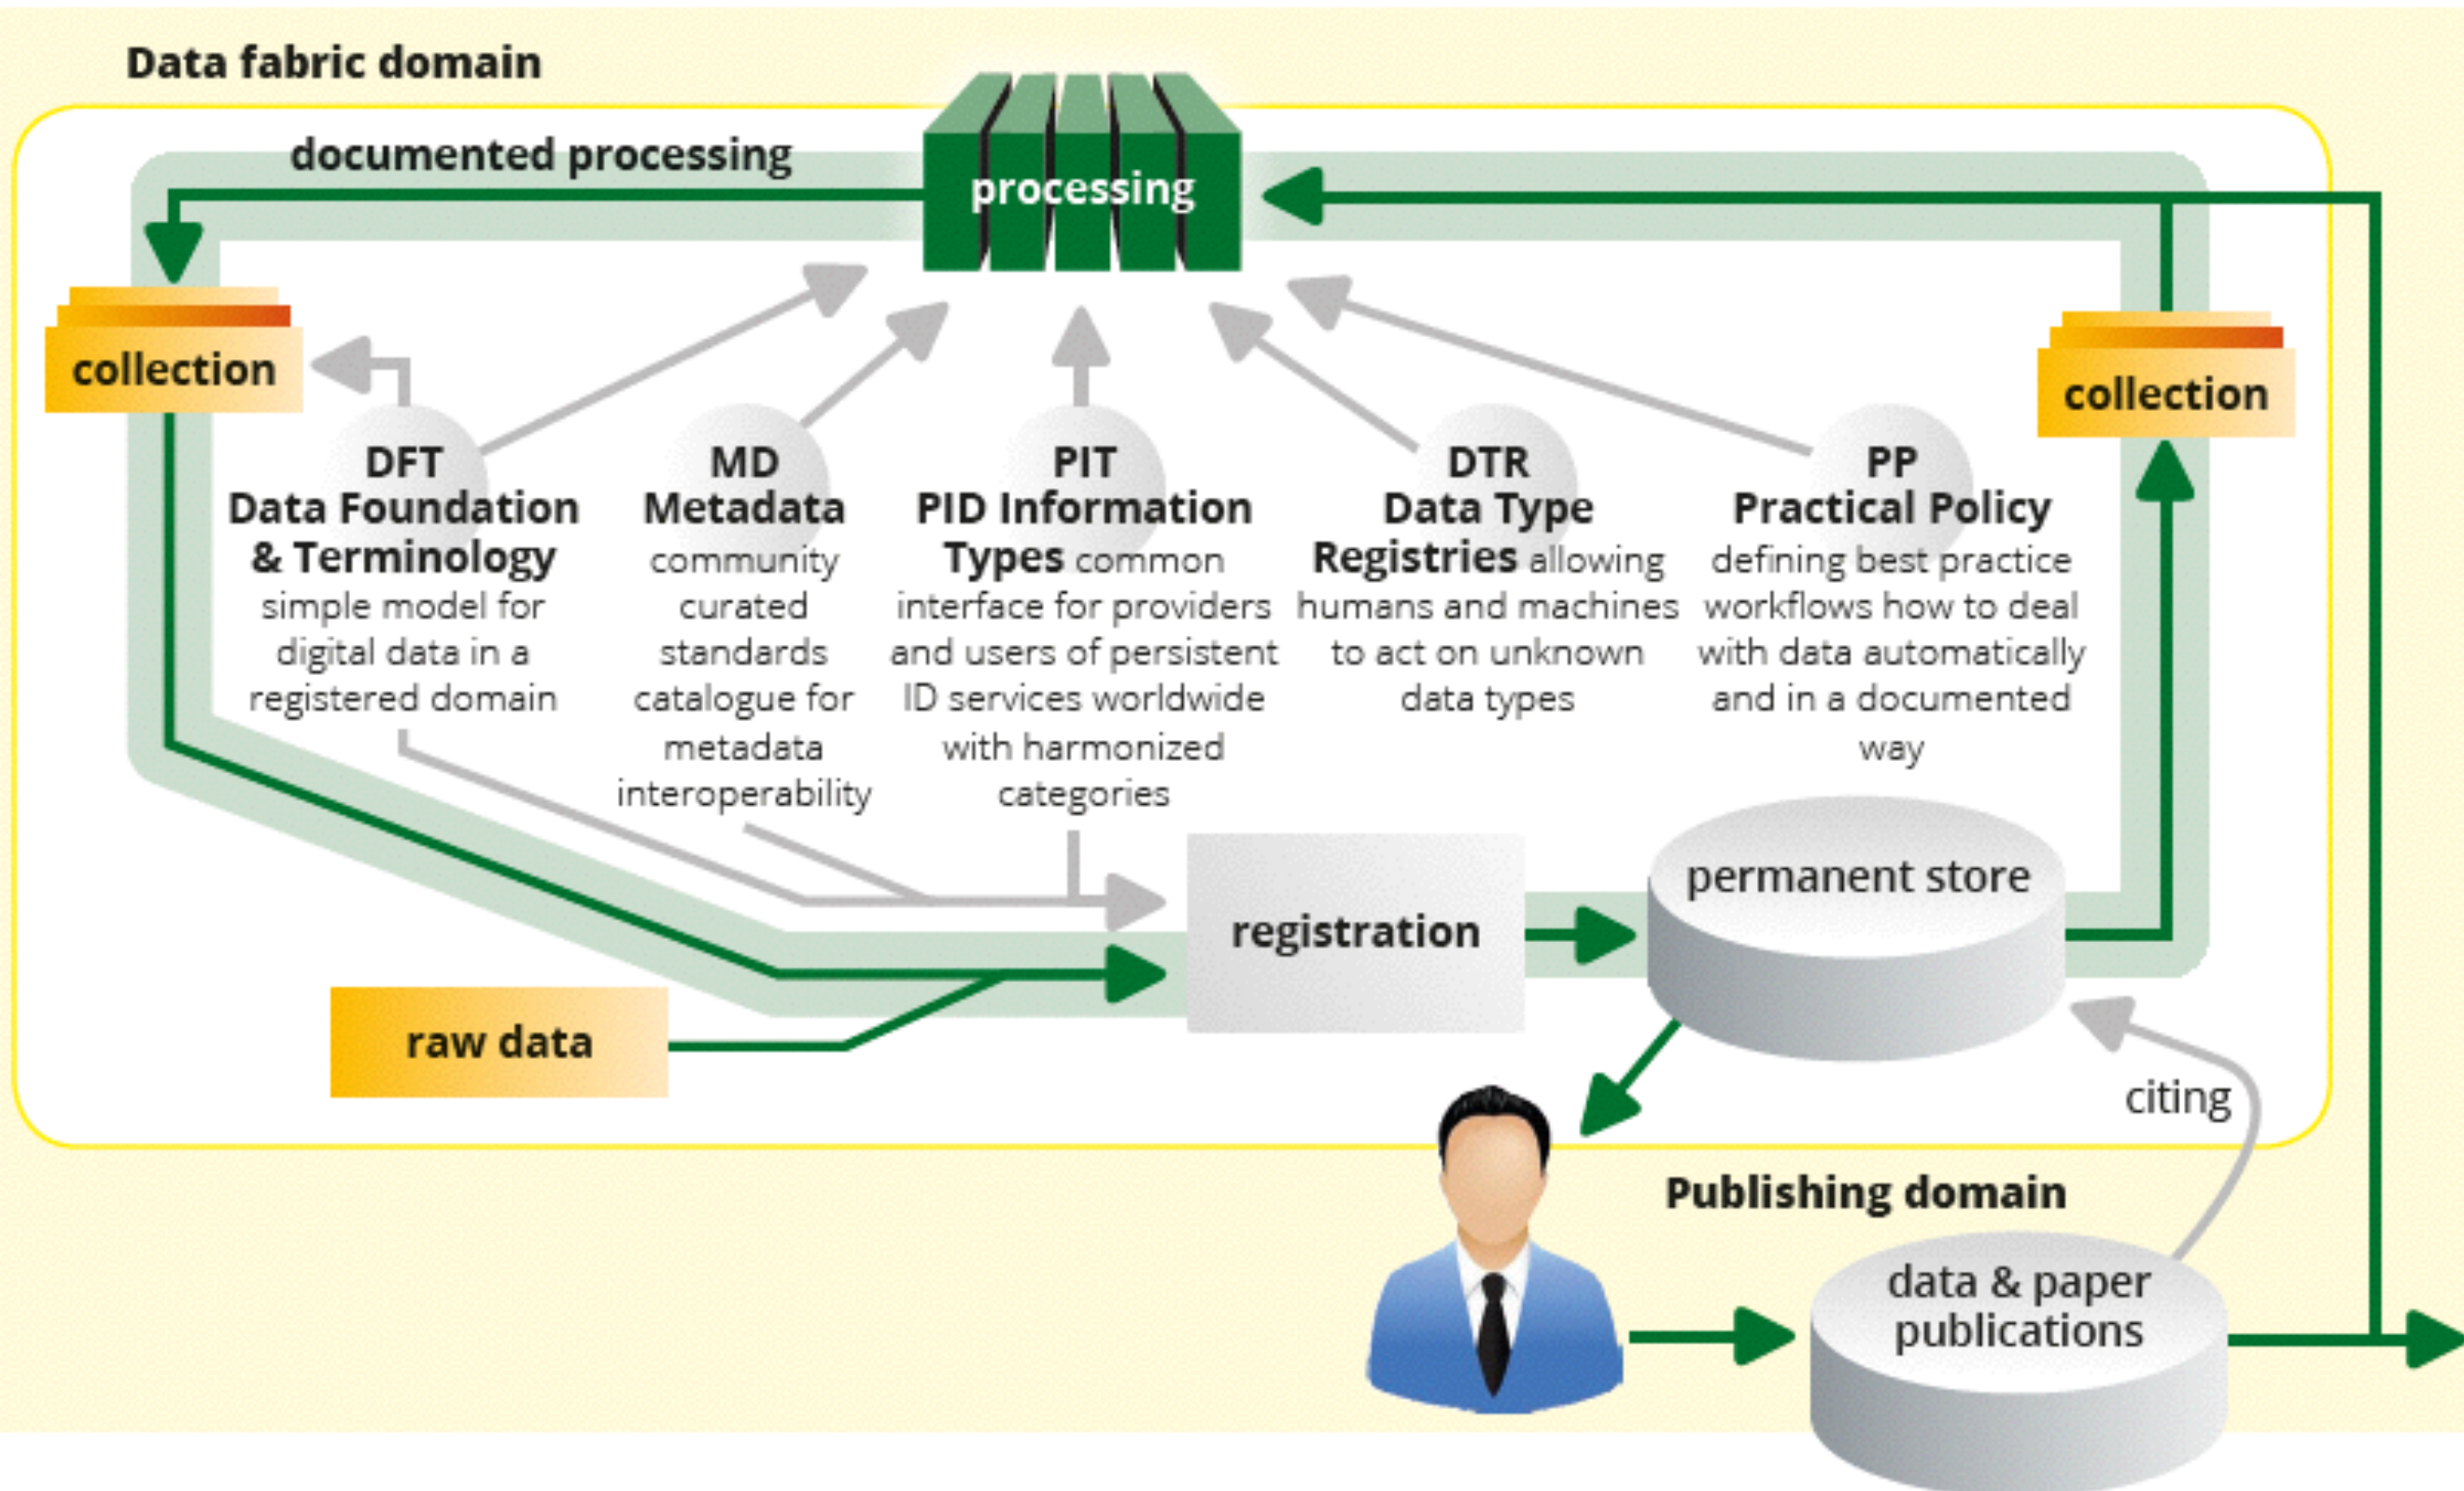 Data fabric domain
documented processing
processing
collection
collection
DFT
Data Foundation
& Terminology
simple model for
digital data in a
registered domain
MD
Metadata
community
curated
standards
catalogue for
metadata
interoperability
PIT
PID Information
Types common
interface for providers
and users of persistent
ID services worldwide
with harmonized
categories
DTR
Data Type
Registries allowing
humans and machines
to act on unknown
data types
PP
Practical Policy
defining best practice
workflows how to deal
with data automatically
and in a documented
way
permanent store
registration
raw data
citing
Publishing domain
data & paper
publications